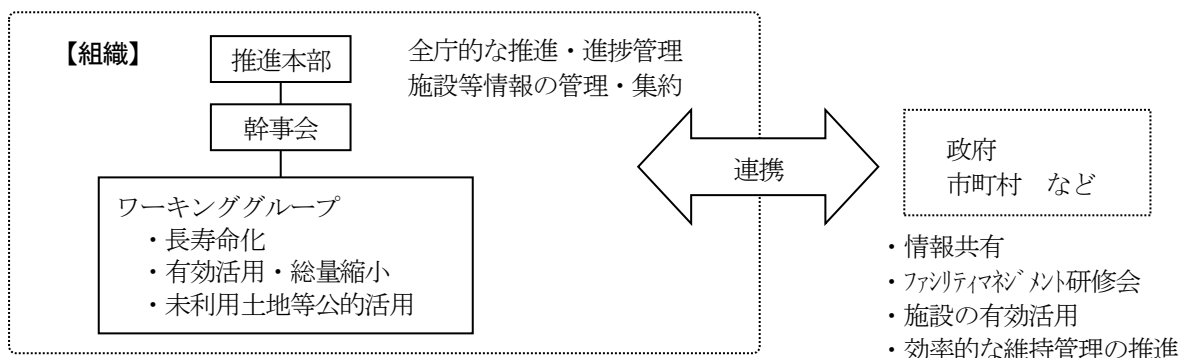 【組織】
推進本部
全庁的な推進・進捗管理
施設等情報の管理・集約
幹事会
ワーキンググループ
・長寿命化
・有効活用・総量縮小
・未利用土地等公的活用
連携
政府
市町村　など
・情報共有
・ﾌｧｼﾘﾃｨﾏﾈｼﾞﾒﾝﾄ研修会
・施設の有効活用
・効率的な維持管理の推進